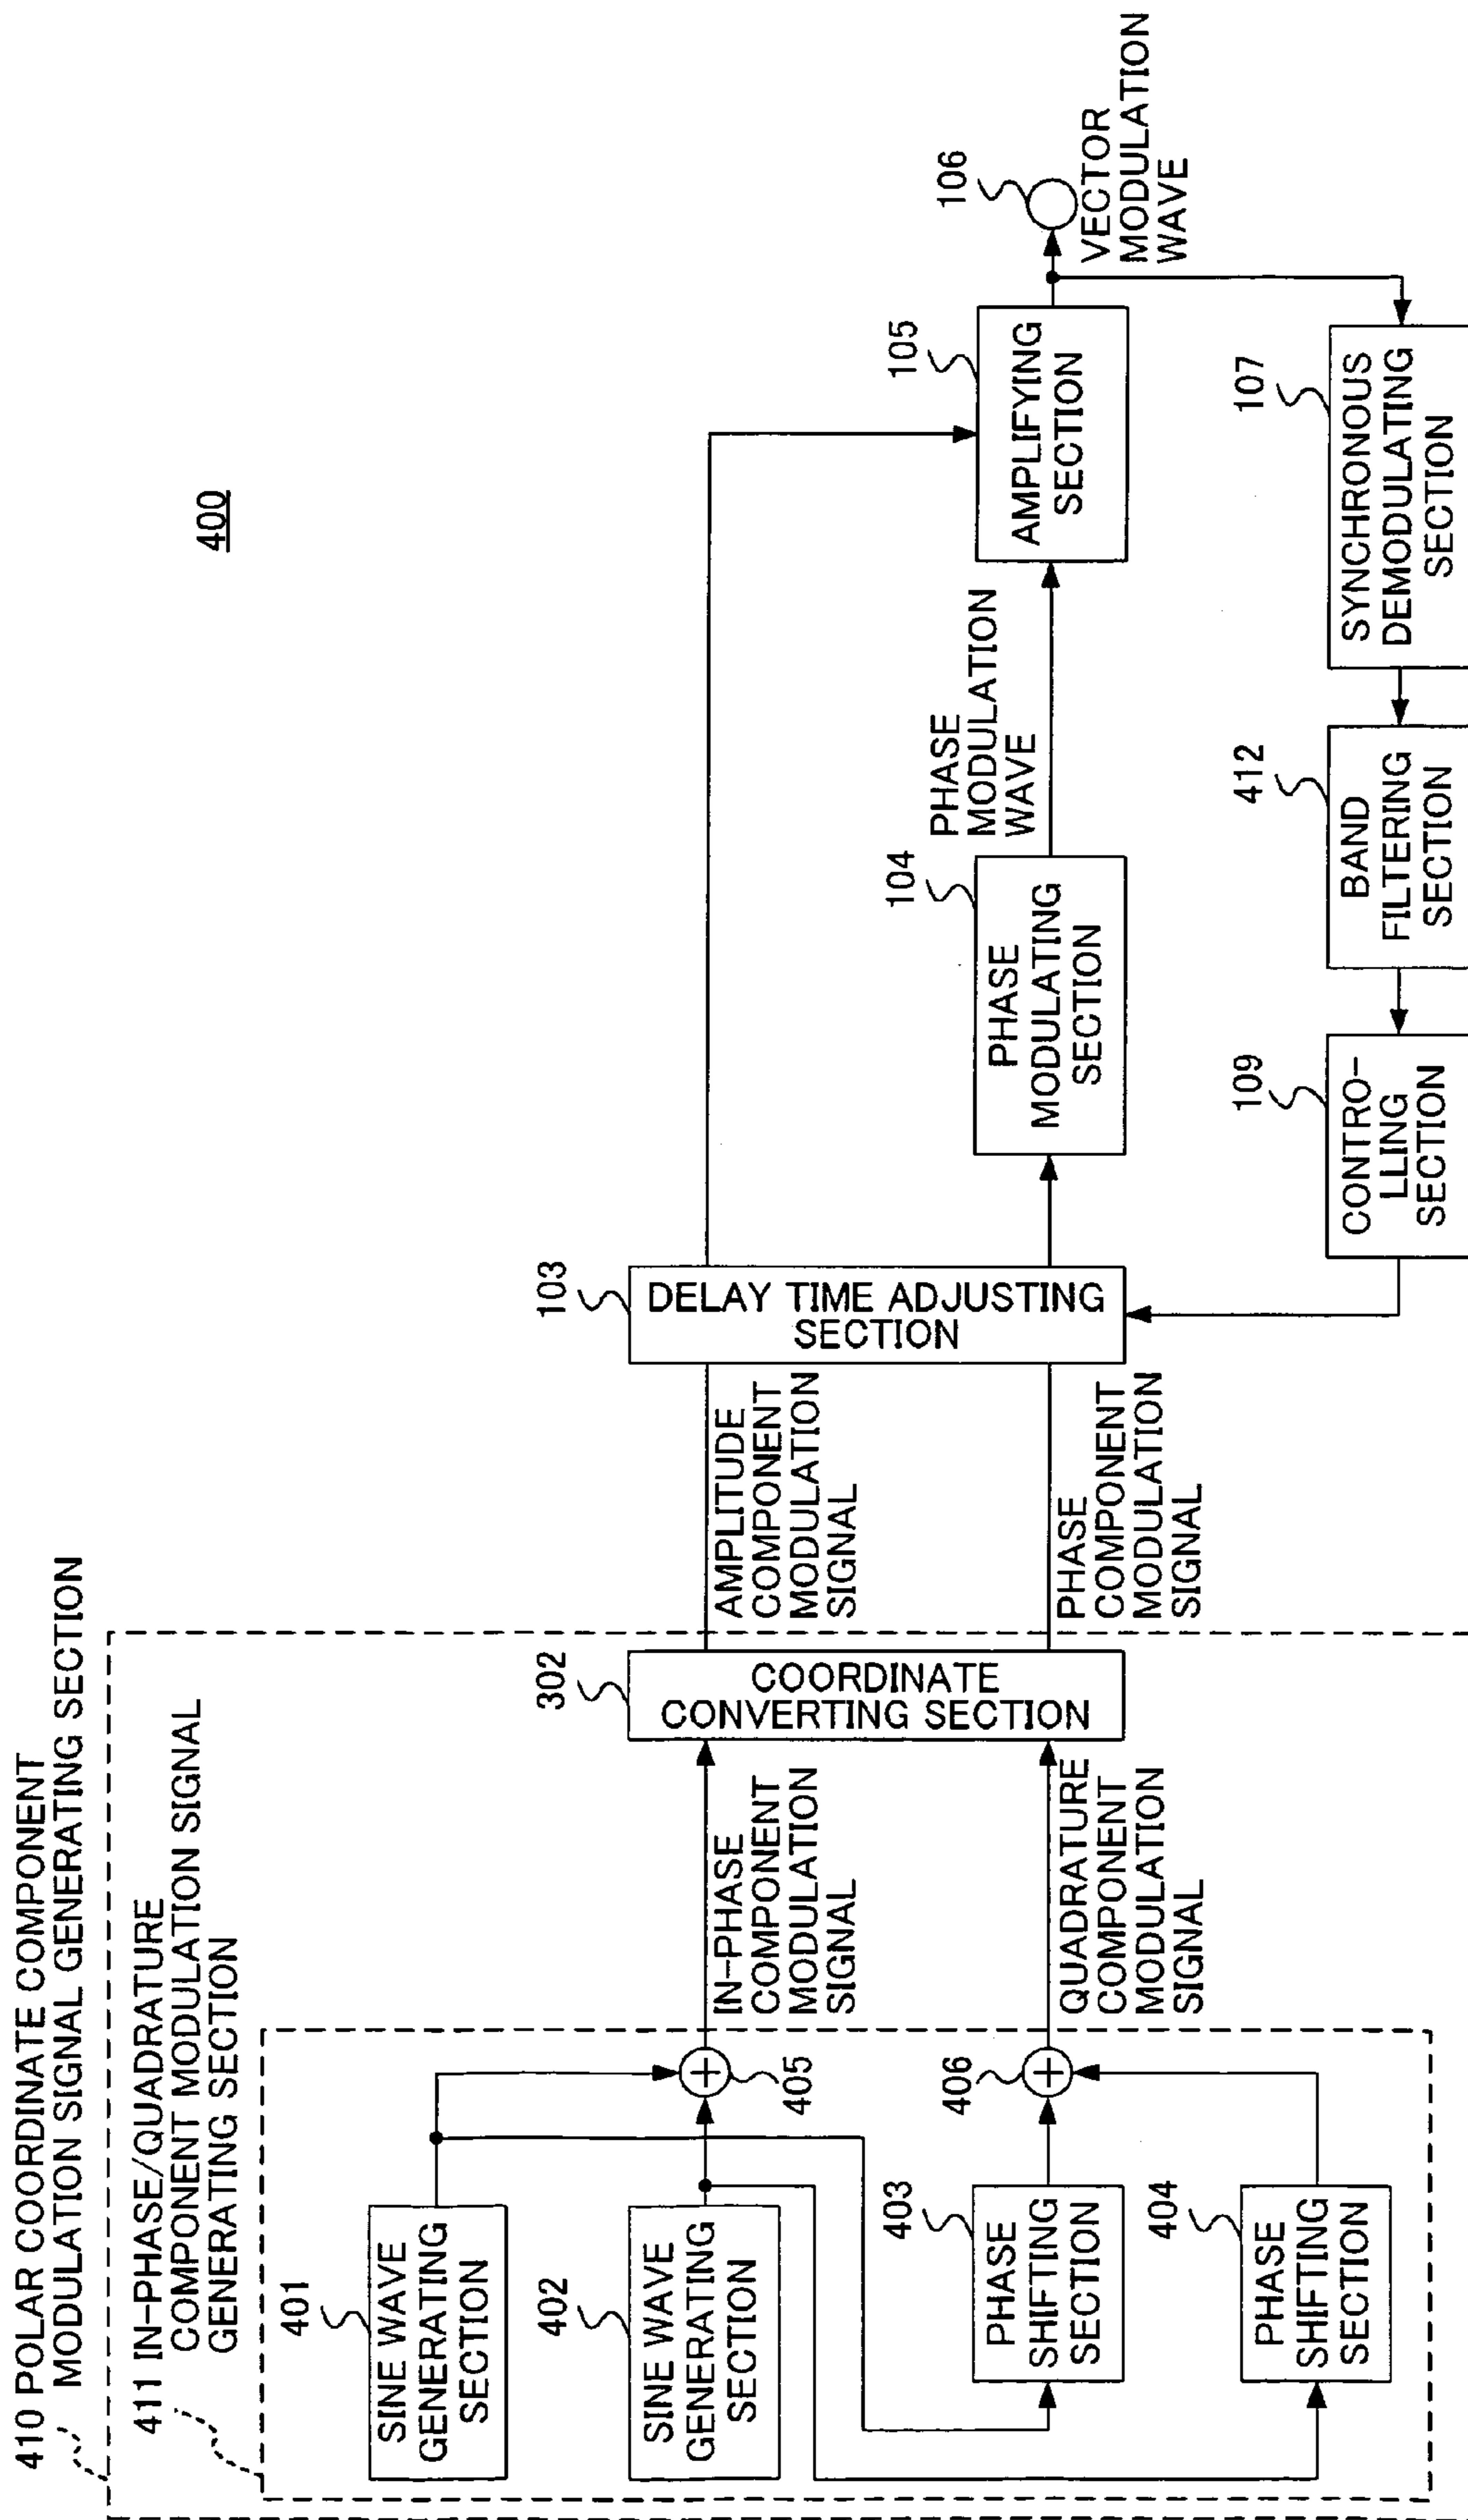 400
410 POLAR COORDINATE COMPONENT
MODULATION SIGNAL GENERATING SECTION
411 IN-PHASE/QUADRATURE
COMPONENT MODULATION SIGNAL
GENERATING SECTION
401
SINE WAVE
GENERATING
SECTION
402
SINE WAVE
GENERATING
SECTION
403
PHASE
SHIFTING
SECTION
404
PHASE
SHIFTING
SECTION
405
406
IN-PHASE
COMPONENT
MODULATION
SIGNAL
QUADRATURE
COMPONENT
MODULATION
SIGNAL
302
COORDINATE
CONVERTING SECTION
AMPLITUDE
COMPONENT
MODULATION
SIGNAL
PHASE
COMPONENT
MODULATION
SIGNAL
103
DELAY TIME ADJUSTING
SECTION
104
PHASE
MODULATING
SECTION
PHASE
MODULATION
WAVE
105
AMPLIFYING
SECTION
106
VECTOR
MODULATION
WAVE
107
SYNCHRONOUS
DEMODULATING
SECTION
412
BAND
FILTERING
SECTION
109
CONTRO-
LLING
SECTION